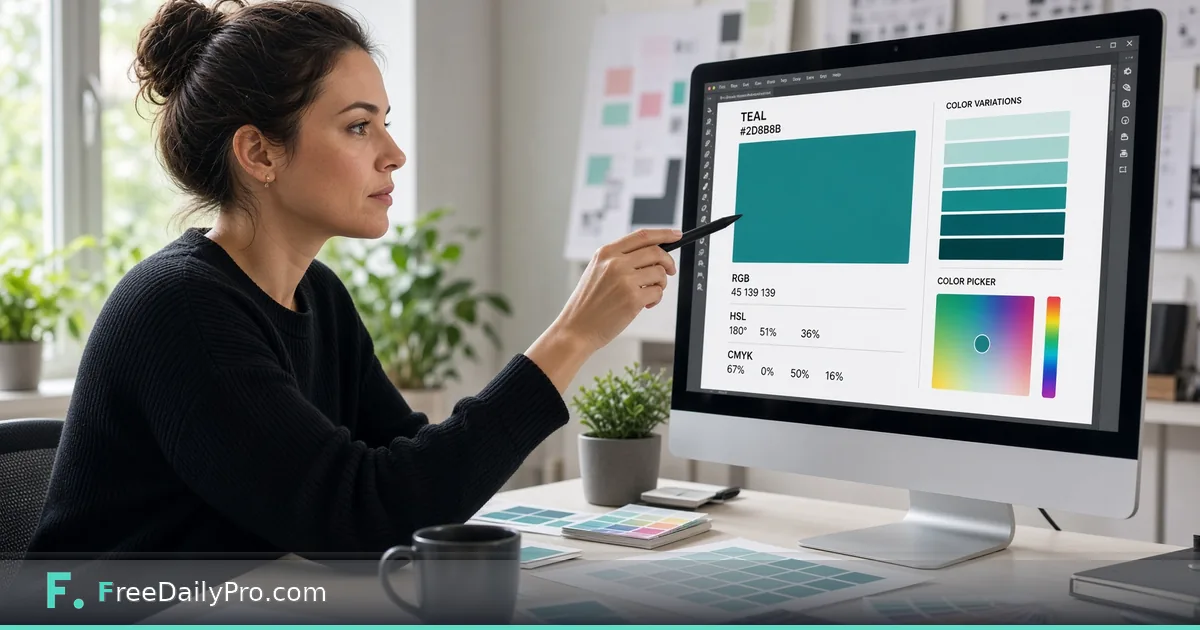 TEAL
#2D8B8B
RGB
45 139 139
HSL
180° 51% 36%
CMYK
67% 0% 50% 16%
COLOR VARIATIONS
COLOR PICKER
F. FreeDailyPro.com